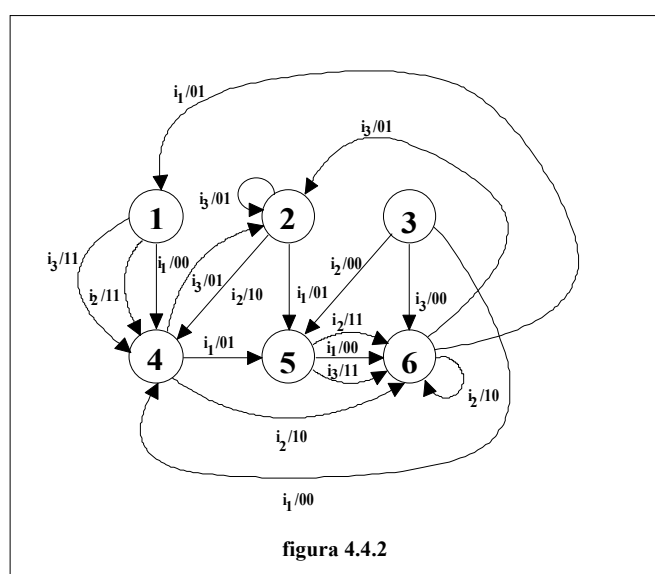 i1/01
i3/01
i3/01
1
2
3
i3/11
i2/11
i1/00
i3/01
i2/10
i1/01
i2/00
i3/00
i2/11
4
i1/01
5
i1/00
6
i3/11
i2/10
i2/10
i1/00
figura 4.4.2